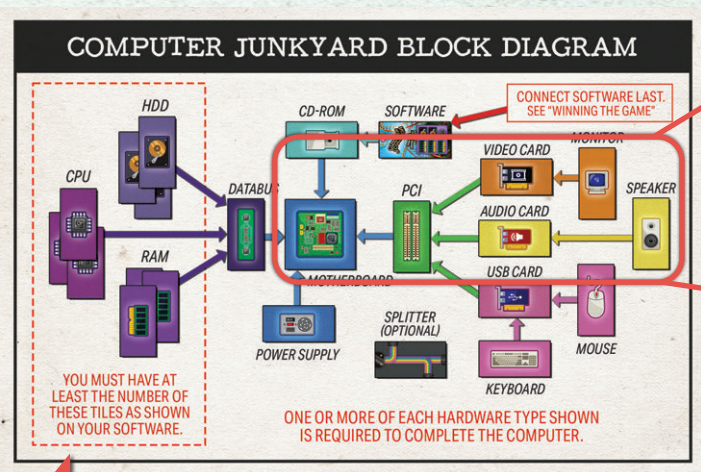 COMPUTER JUNKYARD BLOCK DIAGRAM
CONNECT SOFTWARE LAST.
SEE "WINNING THE GAME"
HDD
CD-ROM
SOFTWARE
VIDEO CARD
MONITOR
CPU
DATABUS
PCI
SPEAKER
AUDIO CARD
RAM
MOTHERBOARD
USB CARD
SPLITTER
(OPTIONAL)
POWER SUPPLY
MOUSE
KEYBOARD
YOU MUST HAVE AT
LEAST THE NUMBER OF
THESE TILES AS SHOWN
ON YOUR SOFTWARE.
ONE OR MORE OF EACH HARDWARE TYPE SHOWN
IS REQUIRED TO COMPLETE THE COMPUTER.